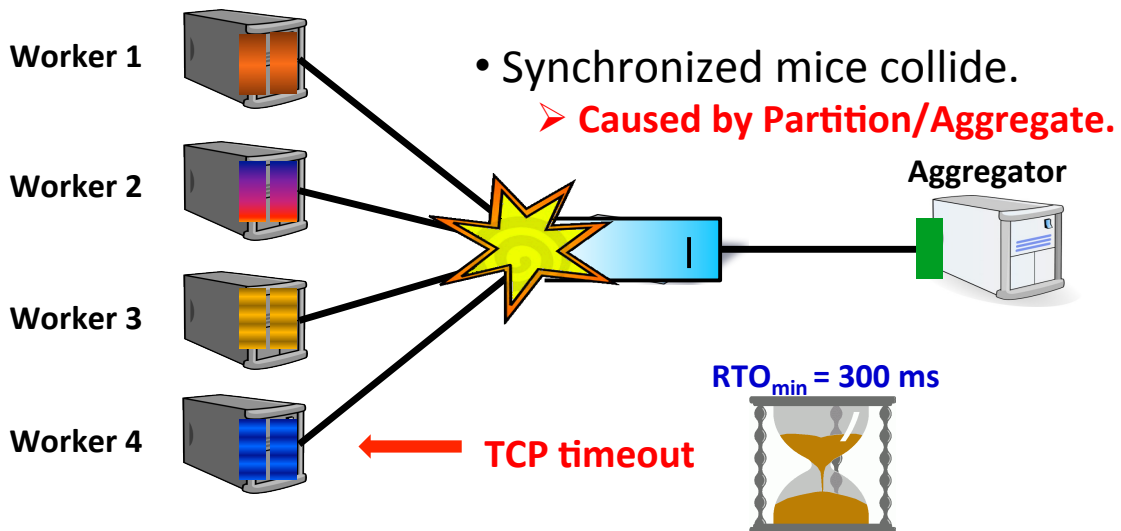 Worker 1
• Synchronized mice collide.
➢ Caused by Partition/Aggregate.
Worker 2
Aggregator
Worker 3
RTOmin = 300 ms
Worker 4
TCP timeout